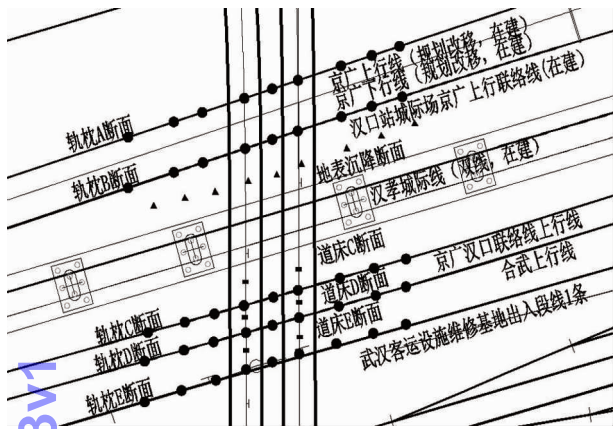 京广上行线（规划改移，在建）
京广下行线（规划改移，在建）
汉口站城际场京广上行联络线(在建)
轨枕A断面
地表沉降断面
轨枕B断面
汉孝城际线（双线，在建）
道床C断面
京广汉口联络线上行线
合武上行线
道床D断面
道床E断面
武汉客运设施维修基地出入段线1条
轨枕C断面
轨枕D断面
轨枕E断面
3v1